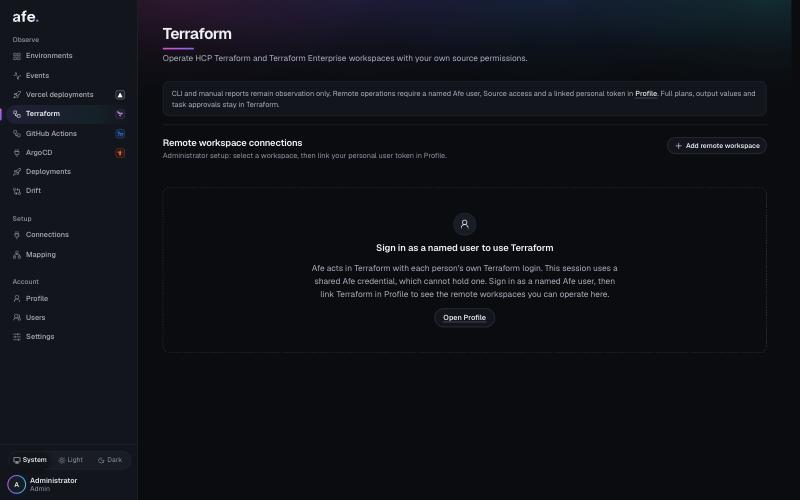 afe.
Observe
Environments
Events
Vercel deployments
Terraform
GitHub Actions
ArgoCD
Deployments
Drift
Setup
Connections
Mapping
Account
Profile
Users
Settings
System Light Dark
A
Administrator
Admin
Terraform
Operate HCP Terraform and Terraform Enterprise workspaces with your own source permissions.
CLI and manual reports remain observation only. Remote operations require a named Afe user, Source access and a linked personal token in Profile. Full plans, output values and
task approvals stay in Terraform.
Remote workspace connections
Administrator setup: select a workspace, then link your personal user token in Profile.
Add remote workspace
Sign in as a named user to use Terraform
Afe acts in Terraform with each person's own Terraform login. This session uses a
shared Afe credential, which cannot hold one. Sign in as a named Afe user, then
link Terraform in Profile to see the remote workspaces you can operate here.
Open Profile